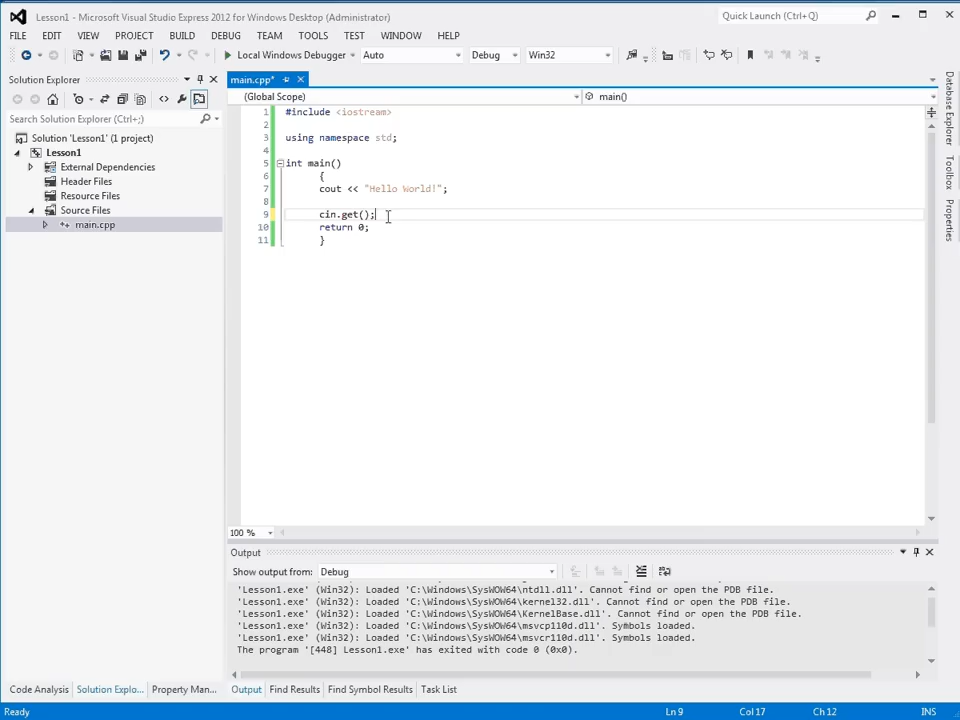 Lesson1 - Microsoft Visual Studio Express 2012 for Windows Desktop (Administrator)
Quick Launch (Ctrl+Q)
FILE EDIT VIEW PROJECT BUILD DEBUG TEAM TOOLS TEST WINDOW HELP
Local Windows Debugger Auto Debug Win32
Solution Explorer
Search Solution Explorer (Ctrl+;)
Solution 'Lesson1' (1 project)
Lesson1
External Dependencies
Header Files
Resource Files
Source Files
main.cpp
main.cpp*
(Global Scope) main()
1 #include <iostream>
2
3 using namespace std;
4
5 int main()
6 {
7 cout << "Hello World!";
8
9 cin.get();
10 return 0;
11 }
100 %
Output
Show output from: Debug
'Lesson1.exe' (Win32): Loaded 'C:\Windows\SysWOW64\ntdll.dll'. Cannot find or open the PDB file.
'Lesson1.exe' (Win32): Loaded 'C:\Windows\SysWOW64\kernel32.dll'. Cannot find or open the PDB file.
'Lesson1.exe' (Win32): Loaded 'C:\Windows\SysWOW64\KernelBase.dll'. Cannot find or open the PDB file.
'Lesson1.exe' (Win32): Loaded 'C:\Windows\SysWOW64\msvcp110d.dll'. Symbols loaded.
'Lesson1.exe' (Win32): Loaded 'C:\Windows\SysWOW64\msvcr110d.dll'. Symbols loaded.
The program '[448] Lesson1.exe' has exited with code 0 (0x0).
Code Analysis Solution Explo... Property Man...
Output Find Results Find Symbol Results Task List
Database Explorer
Toolbox
Properties
Ready Ln 9 Col 17 Ch 12 INS